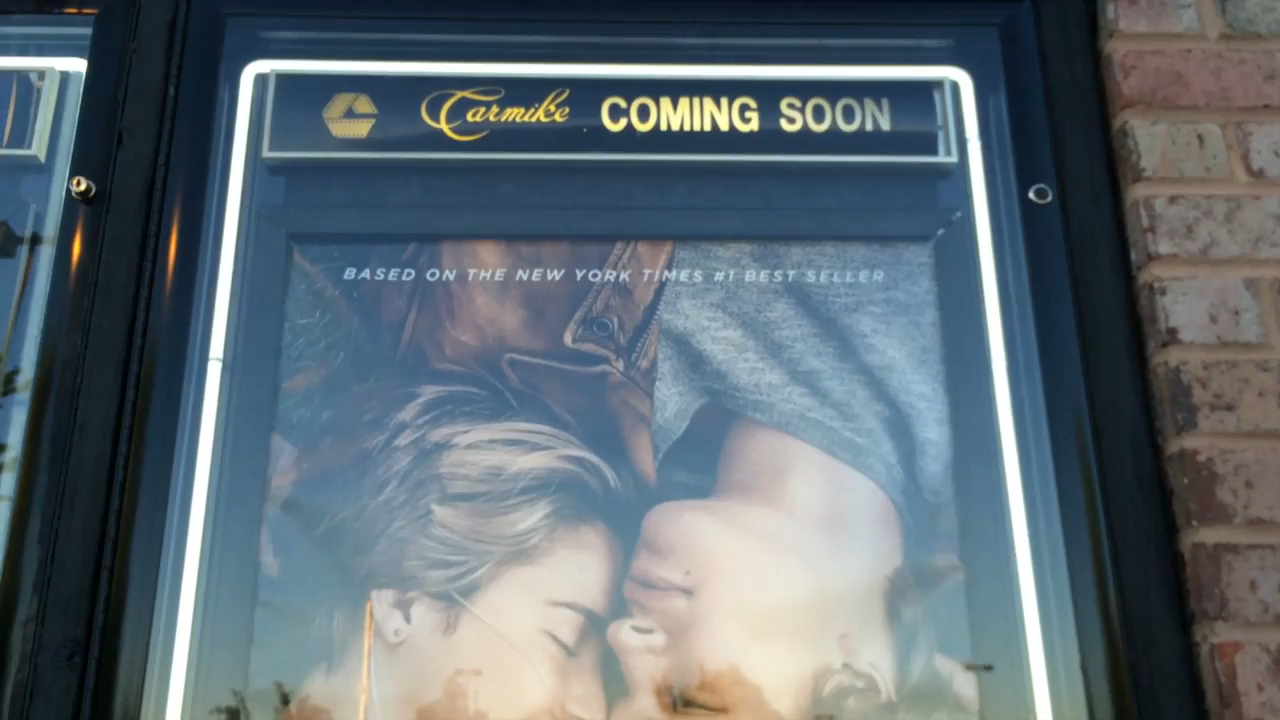 Carmike COMING SOON
BASED ON THE NEW YORK TIMES #1 BEST SELLER